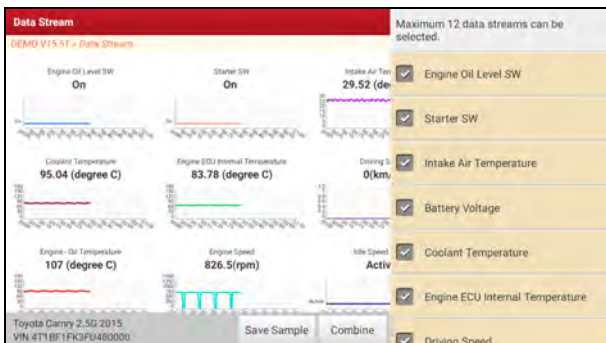 Data Stream
Maximum 12 data streams can be
selected.
DEMO V15.51 > Data Stream
Engine Oil Level SW
On
Starter SW
On
Intake Air Tem
29.52 (de
Engine Oil Level SW
Starter SW
Intake Air Temperature
Battery Voltage
Coolant Temperature
Engine ECU Internal Temperature
Driving Speed
Coolant Temperature
95.04 (degree C)
Engine ECU Internal Temperature
83.78 (degree C)
Driving S
0(km/
Engine - Oil Temperature
107 (degree C)
Engine Speed
826.5(rpm)
Idle Speed
Activ
Toyota Camry 2.5G 2015
VIN 4T1BF1FK3FU480000
Save Sample
Combine